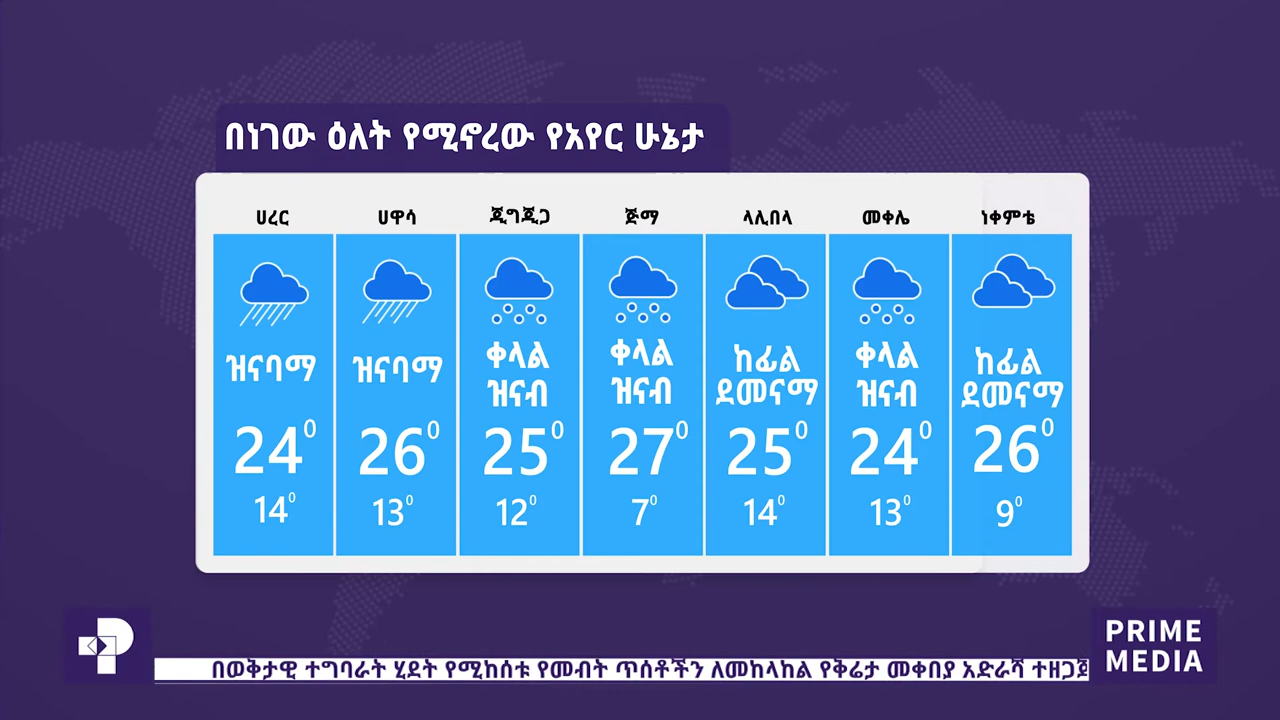 በነገው ዕለት የሚኖረው የአየር ሁኔታ
ሀረር ሀዋሳ ጂግጂጋ ጅማ ላሊበላ መቀሌ ነቀምቴ
ዝናባማ ዝናባማ ቀላል ዝናብ ቀላል ዝናብ ከፊል ደመናማ ቀላል ዝናብ ከፊል ደመናማ
24⁰ 26⁰ 25⁰ 27⁰ 25⁰ 24⁰ 26⁰
14⁰ 13⁰ 12⁰ 7⁰ 14⁰ 13⁰ 9⁰
PRIME
MEDIA
በወቅታዊ ተግባራት ሂደት የሚከሰቱ የመብት ጥሰቶችን ለመከላከል የቅሬታ መቀበያ አድራሻ